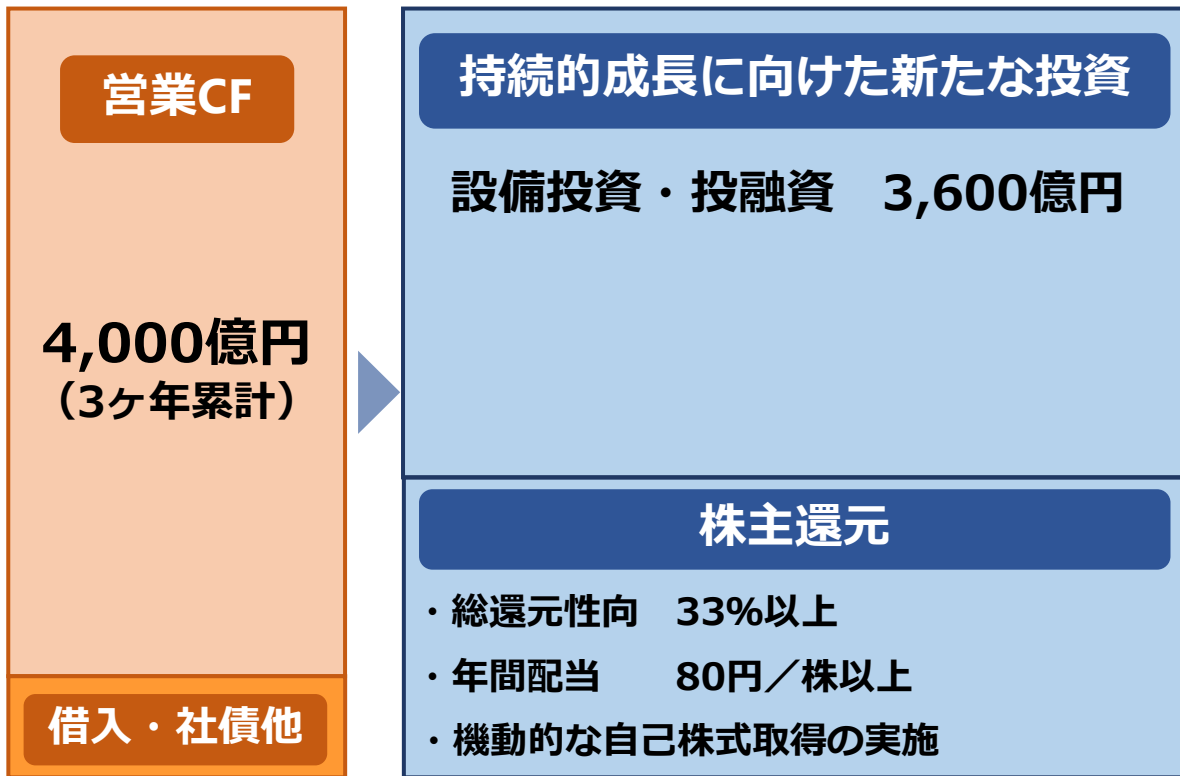 営業CF
4,000億円
（3ヶ年累計）
借入・社債他
持続的成長に向けた新たな投資
設備投資・投融資　3,600億円
株主還元
・総還元性向　33%以上
・年間配当　　80円／株以上
・機動的な自己株式取得の実施